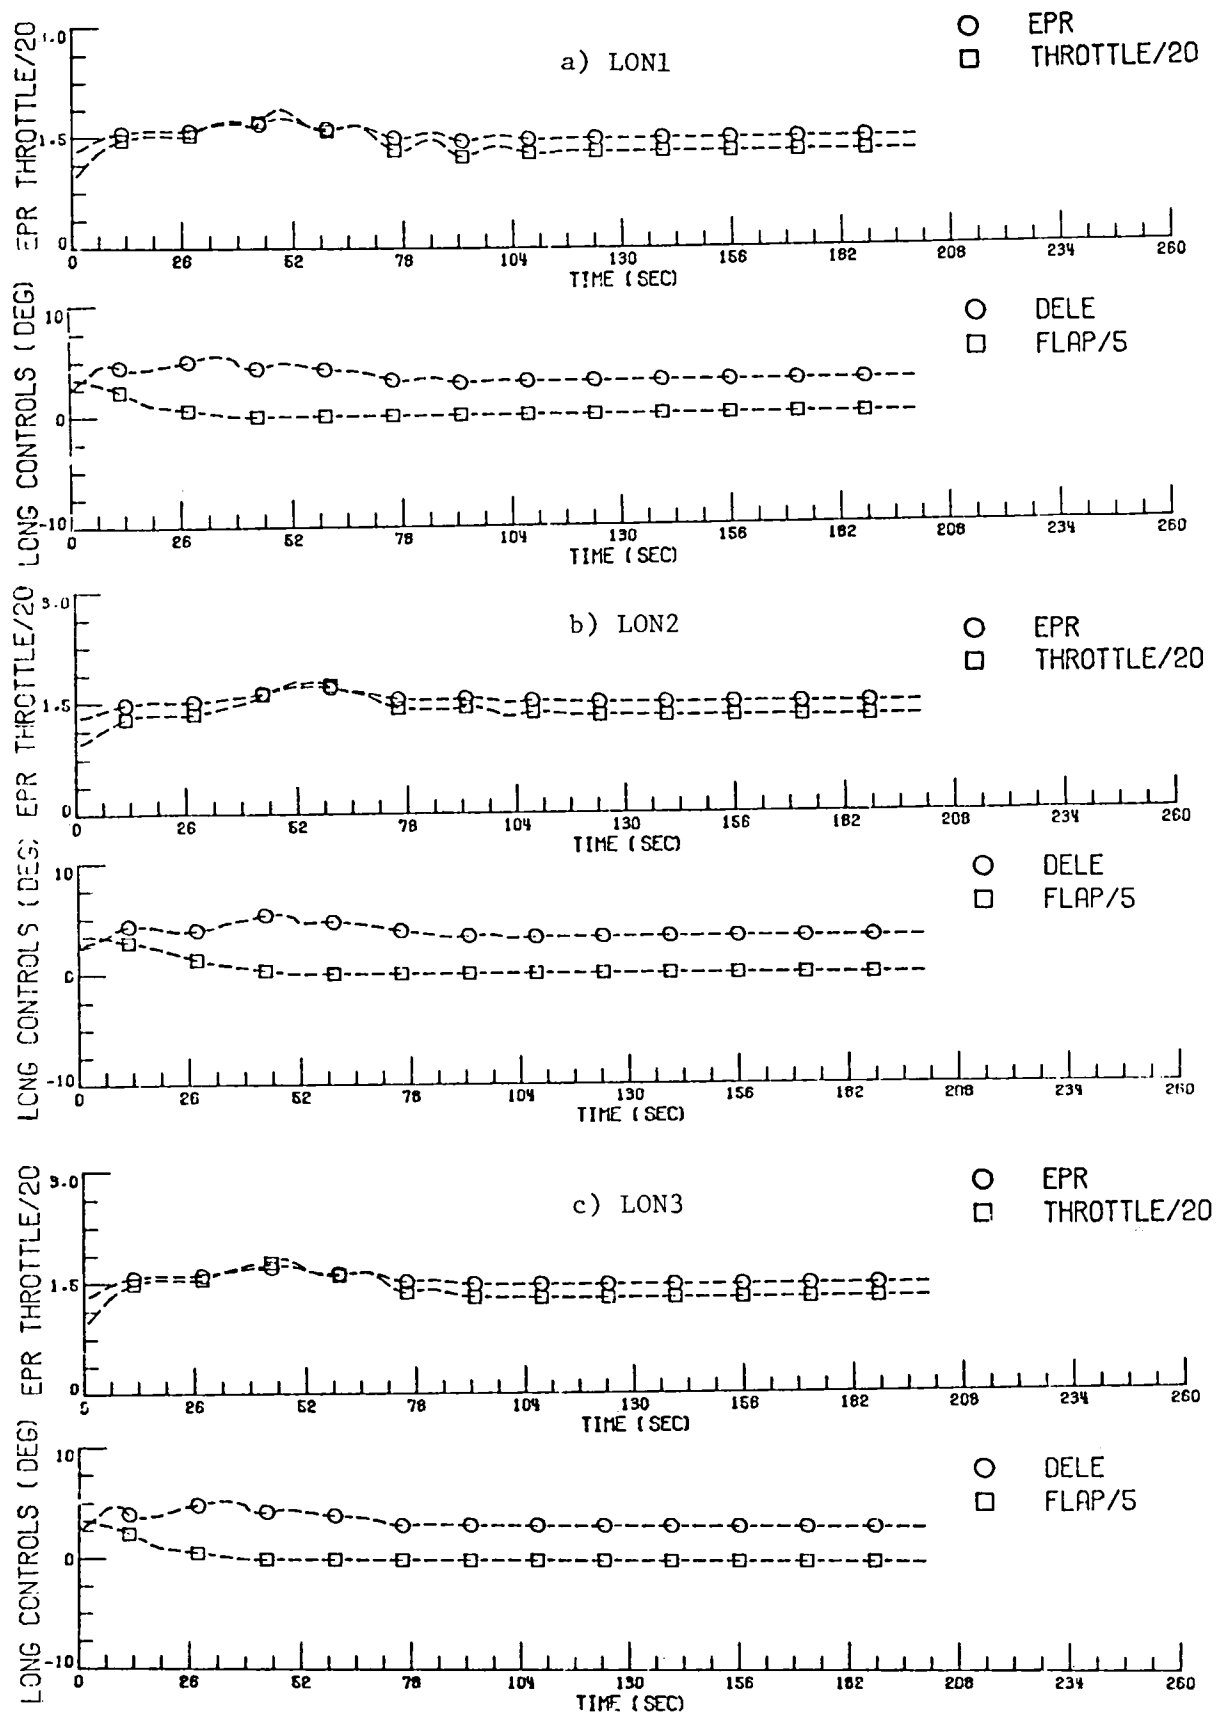 EPR THROTTLE/20
EPR
THROTTLE/20
a) LON1
1.5
0
0 26 52 78 104 130 156 182 208 234 260
TIME (SEC)
LONG CONTROLS (DEG)
DELE
FLAP/5
10
0
-10
0 26 52 78 104 130 156 182 208 234 260
TIME (SEC)
EPR THROTTLE/20
3.0
b) LON2
EPR
THROTTLE/20
1.5
0
0 26 52 78 104 130 156 182 208 234 260
TIME (SEC)
LONG CONTROLS (DEG)
DELE
FLAP/5
10
0
-10
0 26 52 78 104 130 156 182 208 234 260
TIME (SEC)
EPR THROTTLE/20
3.0
c) LON3
EPR
THROTTLE/20
1.5
0
0 26 52 78 104 130 156 182 208 234 260
TIME (SEC)
LONG CONTROLS (DEG)
DELE
FLAP/5
10
0
-10
0 26 52 78 104 130 156 182 208 234 260
TIME (SEC)